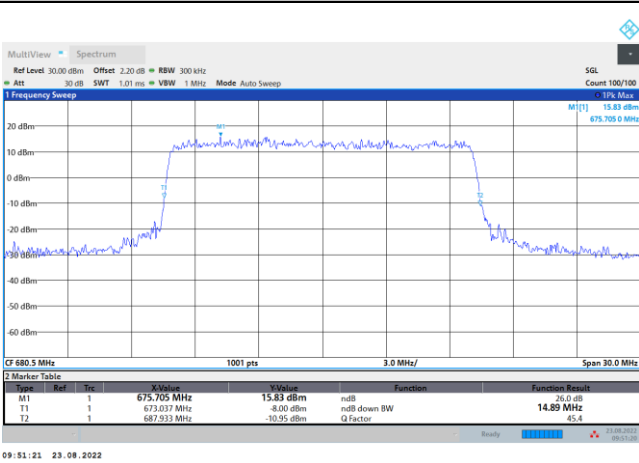 MultiView Spectrum
Ref Level 30.00 dBm Offset 2.20 dB RBW 300 kHz SGL
Att 30 dB SWT 1.01 ms VBW 1 MHz Mode Auto Sweep Count 100/100
1 Frequency Sweep 1Pk Max
M1[1] 15.83 dBm
675.705 0 MHz
20 dBm
M1
10 dBm
0 dBm
T1
T2
-10 dBm
-20 dBm
-30 dBm
-40 dBm
-50 dBm
-60 dBm
CF 680.5 MHz 1001 pts 3.0 MHz/ Span 30.0 MHz
2 Marker Table
Type Ref Trc X-Value Y-Value Function Function Result
M1 1 675.705 MHz 15.83 dBm ndB 26.0 dB
T1 1 673.037 MHz -8.00 dBm ndB down BW 14.89 MHz
T2 1 687.933 MHz -10.95 dBm Q Factor 45.4
Ready 23.08.2022
09:51:20
09:51:21 23.08.2022